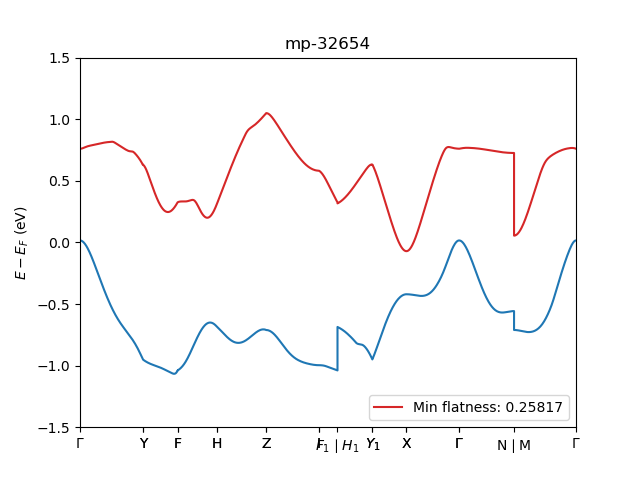 mp-32654
E − E_F (eV)
1.5
1.0
0.5
0.0
−0.5
−1.0
−1.5
Min flatness: 0.25817
Γ Y F H Z F₁ | H₁ Y₁ X Γ N | M Γ